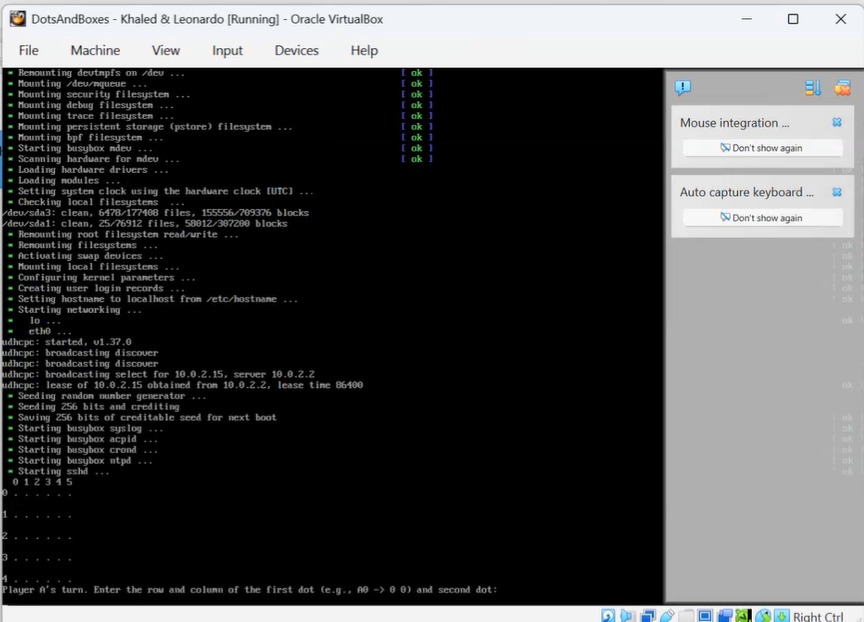 DotsAndBoxes - Khaled & Leonardo [Running] - Oracle VirtualBox
File Machine View Input Devices Help
* Remounting devtmpfs on /dev ... [ ok ]
* Mounting /dev/mqueue ... [ ok ]
* Mounting security filesystem ... [ ok ]
* Mounting debug filesystem ... [ ok ]
* Mounting trace filesystem ... [ ok ]
* Mounting persistent storage (pstore) filesystem ... [ ok ]
* Mounting bpf filesystem ... [ ok ]
* Starting busybox mdev ... [ ok ]
* Scanning hardware for mdev ... [ ok ]
* Loading hardware drivers ...
* Loading modules ...
* Setting system clock using the hardware clock [UTC] ...
* Checking local filesystems ...
/dev/sda3: clean, 6478/177408 files, 155556/709376 blocks
/dev/sda1: clean, 25/76912 files, 58012/307200 blocks
* Remounting root filesystem read/write ...
* Remounting filesystems ...
* Activating swap devices ...
* Mounting local filesystems ...
* Configuring kernel parameters ...
* Creating user login records ...
* Setting hostname to localhost from /etc/hostname ...
* Starting networking ...
* lo ...
* eth0 ...
udhcpc: started, v1.37.0
udhcpc: broadcasting discover
udhcpc: broadcasting discover
udhcpc: broadcasting select for 10.0.2.15, server 10.0.2.2
udhcpc: lease of 10.0.2.15 obtained from 10.0.2.2, lease time 86400
* Seeding random number generator ...
* Seeding 256 bits and crediting
* Saving 256 bits of creditable seed for next boot
* Starting busybox syslog ...
* Starting busybox acpid ...
* Starting busybox crond ...
* Starting busybox ntpd ...
* Starting sshd ...
0 1 2 3 4 5
0 . . . . . .
1 . . . . . .
2 . . . . . .
3 . . . . . .
4 . . . . . .
Player A's turn. Enter the row and column of the first dot (e.g., A0 -> 0 0) and second dot:
Mouse integration ...
Don't show again
Auto capture keyboard ...
Don't show again
Right Ctrl